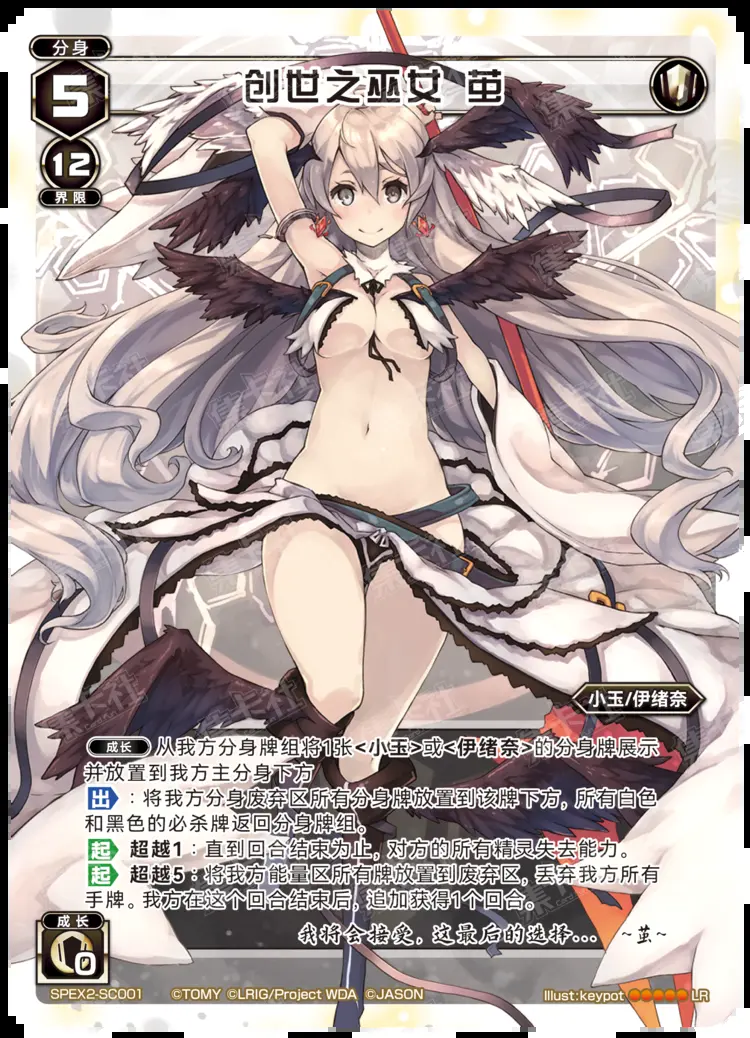 分身
5
创世之巫女 茧
12
界限
小玉/伊绪奈
成长 从我方分身牌组将1张<小玉>或<伊绪奈>的分身牌展示
并放置到我方主分身下方
出：将我方分身废弃区所有分身牌放置到该牌下方，所有白色
和黑色的必杀牌返回分身牌组。
起 超越1：直到回合结束为止，对方的所有精灵失去能力。
起 超越5：将我方能量区所有牌放置到废弃区，丢弃我方所有
手牌。我方在这个回合结束后，追加获得1个回合。
我将会接受，这最后的选择... ~茧~
成长
0
SPEX2-SC001 ©TOMY ©LRIG/Project WDA ©JASON Illust:keypot LR
集卡社